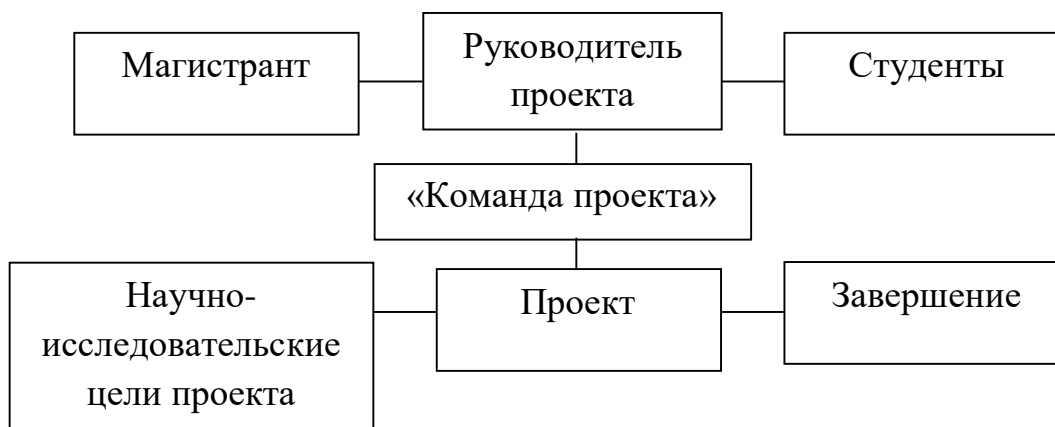 Магистрант
Руководитель
проекта
Студенты
«Команда проекта»
Научно-
исследовательские
цели проекта
Проект
Завершение